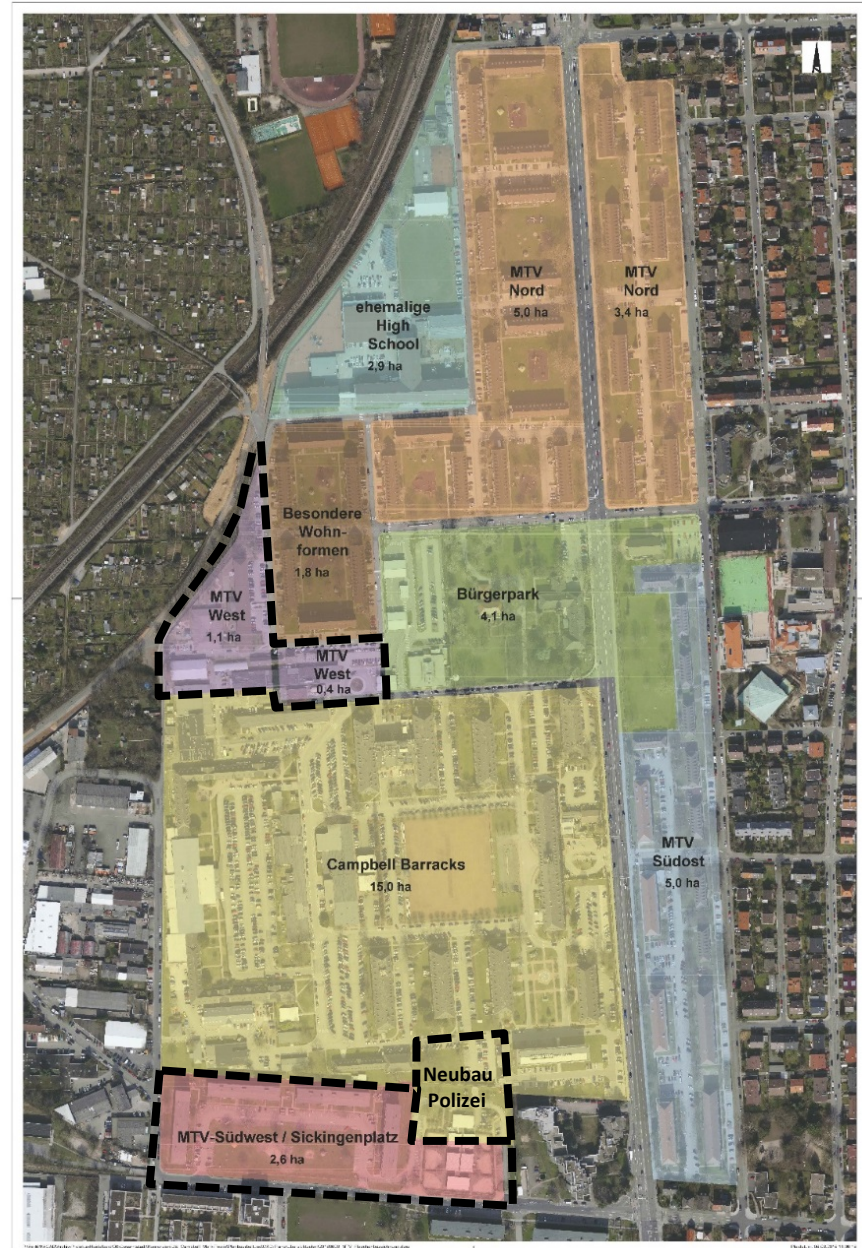 MTV
Nord
5,0 ha
MTV
Nord
3,4 ha
ehemalige
High
School
2,9 ha
Besondere
Wohn-
formen
1,8 ha
MTV
West
1,1 ha
Bürgerpark
4,1 ha
MTV
West
0,4 ha
Campbell Barracks
15,0 ha
MTV
Südost
5,0 ha
Neubau
Polizei
MTV-Südwest / Sickingenplatz
2,6 ha